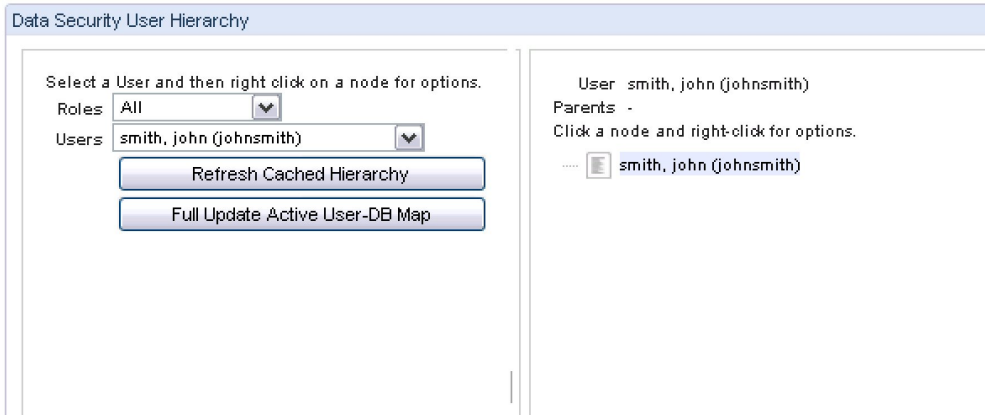 Data Security User Hierarchy
Select a User and then right click on a node for options.
Roles All
Users smith, john (johnsmith)
Refresh Cached Hierarchy
Full Update Active User-DB Map
User smith, john (johnsmith)
Parents -
Click a node and right-click for options.
smith, john (johnsmith)